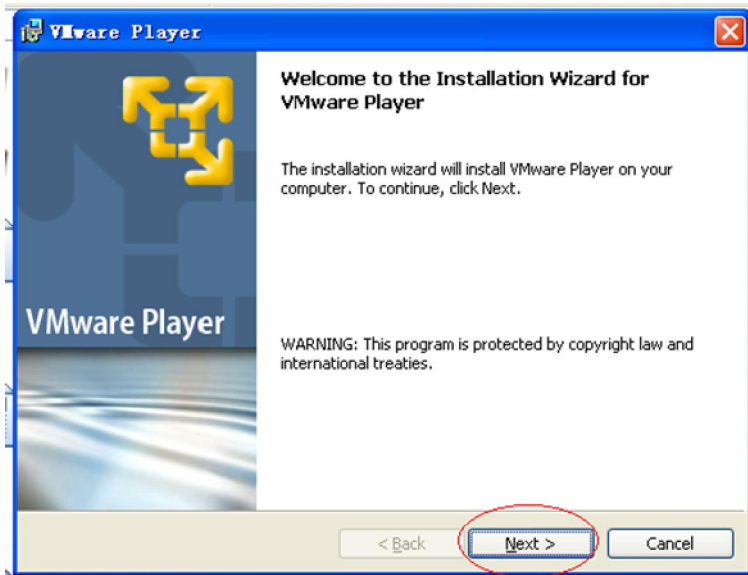 VMware Player
Welcome to the Installation Wizard for
VMware Player
The installation wizard will install VMware Player on your
computer. To continue, click Next.
VMware Player
WARNING: This program is protected by copyright law and
international treaties.
< Back
Next >
Cancel